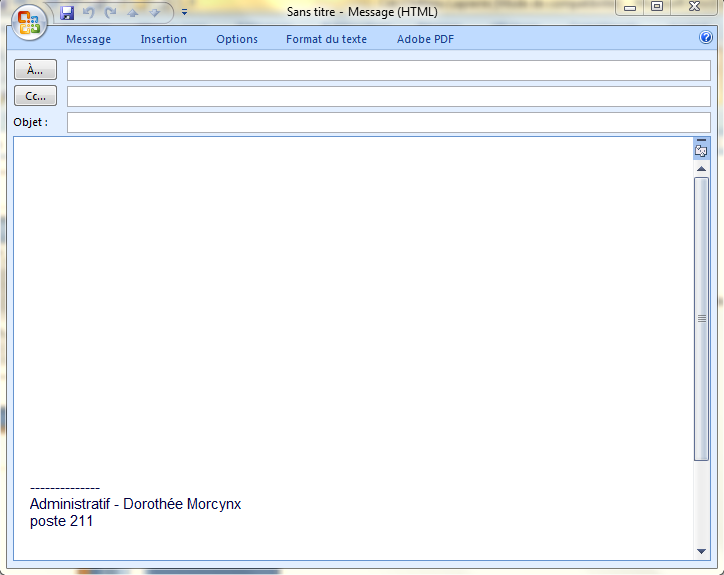 Sans titre - Message (HTML)
Message Insertion Options Format du texte Adobe PDF
À...
Cc...
Objet :
--------------
Administratif - Dorothée Morcynx
poste 211